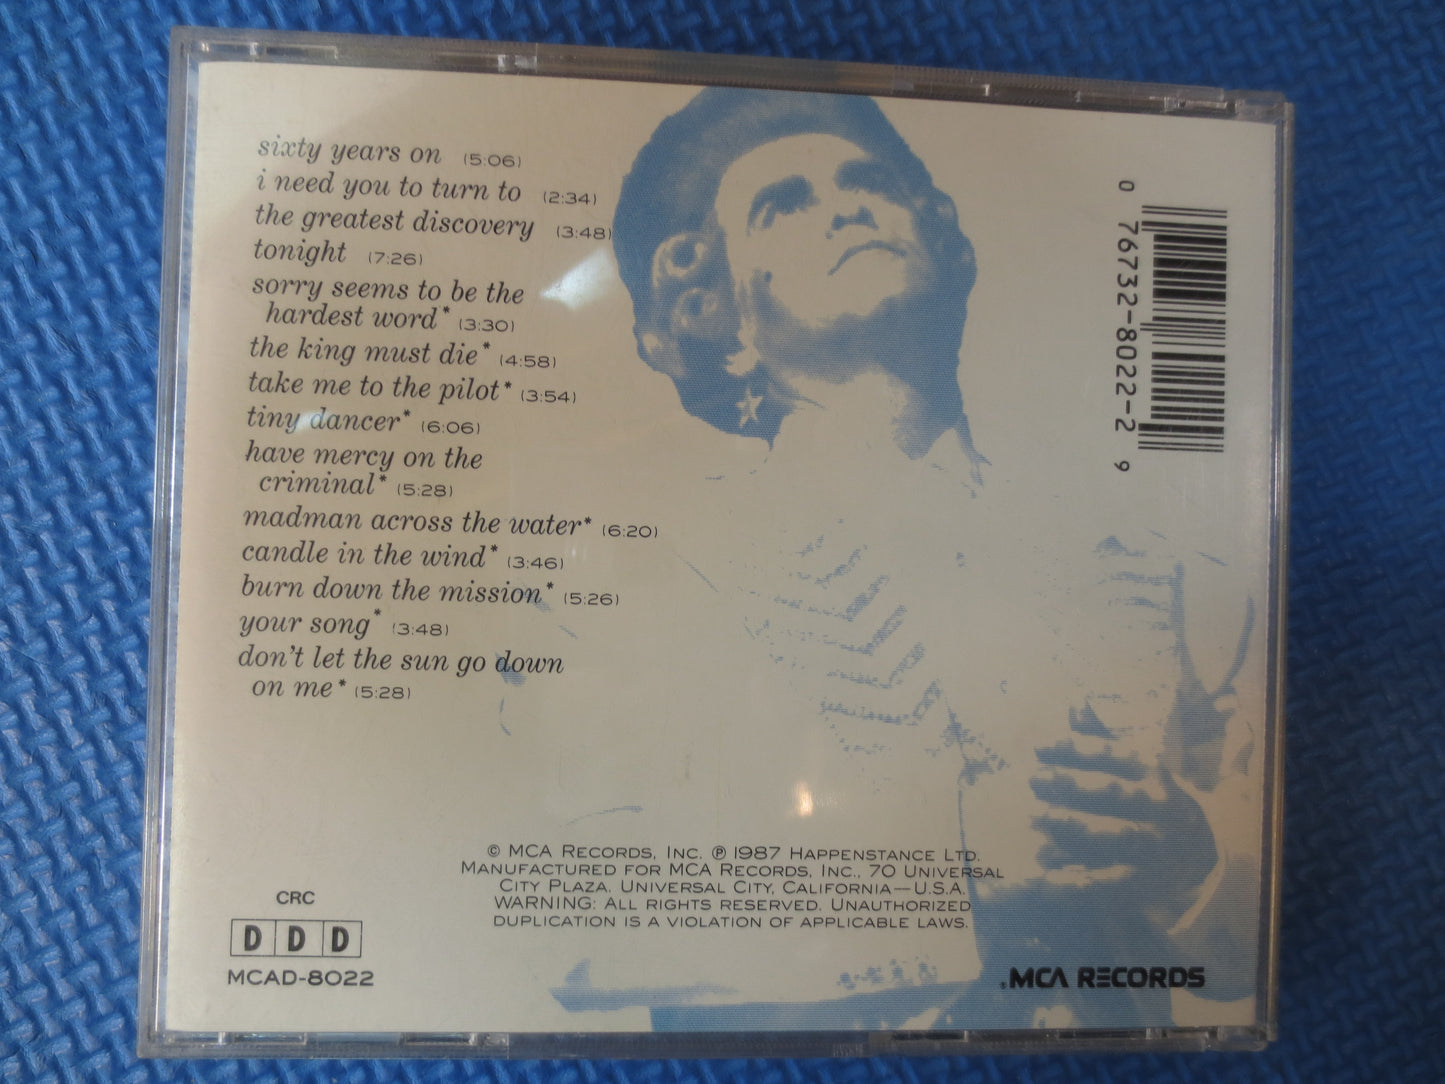 sixty years on (5:06)
i need you to turn to (2:34)
the greatest discovery (3:48)
tonight (7:26)
sorry seems to be the
hardest word* (3:30)
the king must die* (4:58)
take me to the pilot* (3:54)
tiny dancer* (6:06)
have mercy on the
criminal* (5:28)
madman across the water* (6:20)
candle in the wind* (3:46)
burn down the mission* (5:26)
your song* (3:48)
don't let the sun go down
on me* (5:28)
0 76732-8022-2 9
© MCA Records, Inc. ℗ 1987 Happenstance Ltd.
Manufactured for MCA Records, Inc., 70 Universal
City Plaza, Universal City, California—U.S.A.
WARNING: All rights reserved. Unauthorized
duplication is a violation of applicable laws.
CRC
D D D
MCAD-8022
MCA RECORDS